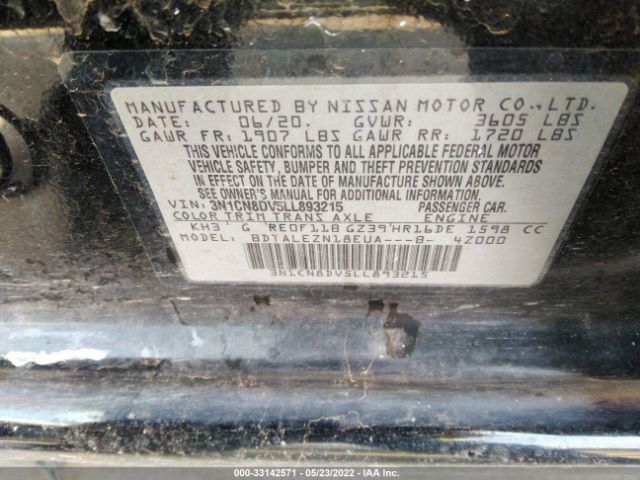 MANUFACTURED BY NISSAN MOTOR CO., LTD.
DATE: 06/20. GVWR: 3605 LBS
GAWR FR: 1907 LBS GAWR RR: 1720 LBS
THIS VEHICLE CONFORMS TO ALL APPLICABLE FEDERAL MOTOR
VEHICLE SAFETY, BUMPER AND THEFT PREVENTION STANDARDS
IN EFFECT ON THE DATE OF MANUFACTURE SHOWN ABOVE.
SEE OWNER'S MANUAL FOR ADDITIONAL INFORMATION.
VIN: 3N1CN8DV5LL893215 PASSENGER CAR.
COLOR TRIM TRANS AXLE ENGINE
KH3 G RE0F11B GZ39 HR16DE 1598 CC
MODEL: BDTALEZN18EUA---B- 4Z000
3N1CN8DV5LL893215
000-33142571 - 05/23/2022 - IAA Inc.